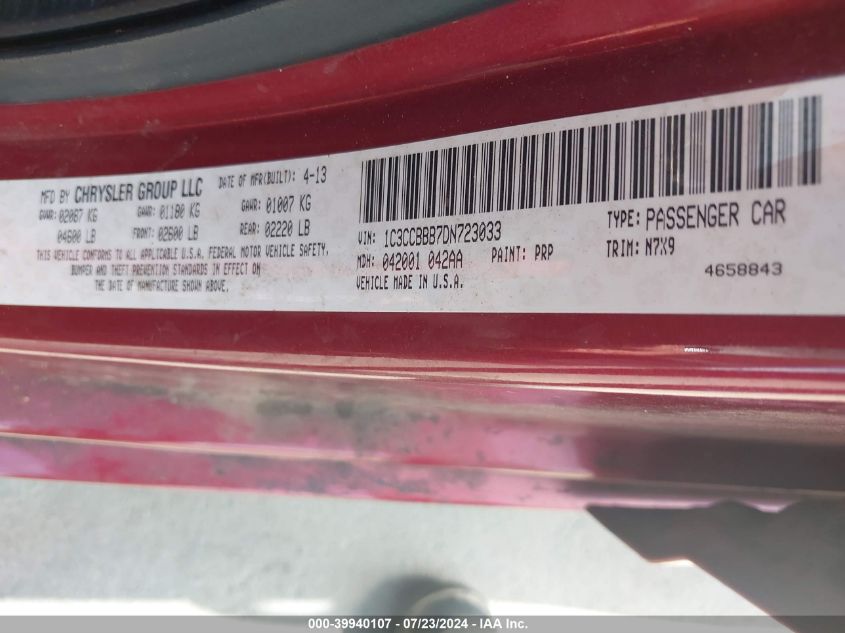 MFD BY CHRYSLER GROUP LLC DATE OF MFR(BUILT): 4-13
GVWR: 02087 KG GAWR: 01180 KG GAWR: 01007 KG
04600 LB FRONT: 02600 LB REAR: 02220 LB
THIS VEHICLE CONFORMS TO ALL APPLICABLE U.S.A. FEDERAL MOTOR VEHICLE SAFETY,
BUMPER AND THEFT PREVENTION STANDARDS IN EFFECT ON
THE DATE OF MANUFACTURE SHOWN ABOVE.
VIN: 1C3CCBBB7DN723033 TYPE: PASSENGER CAR
MDH: 042001 042AA PAINT: PRP TRIM: N7X9
VEHICLE MADE IN U.S.A. 4658843
000-39940107 - 07/23/2024 - IAA Inc.